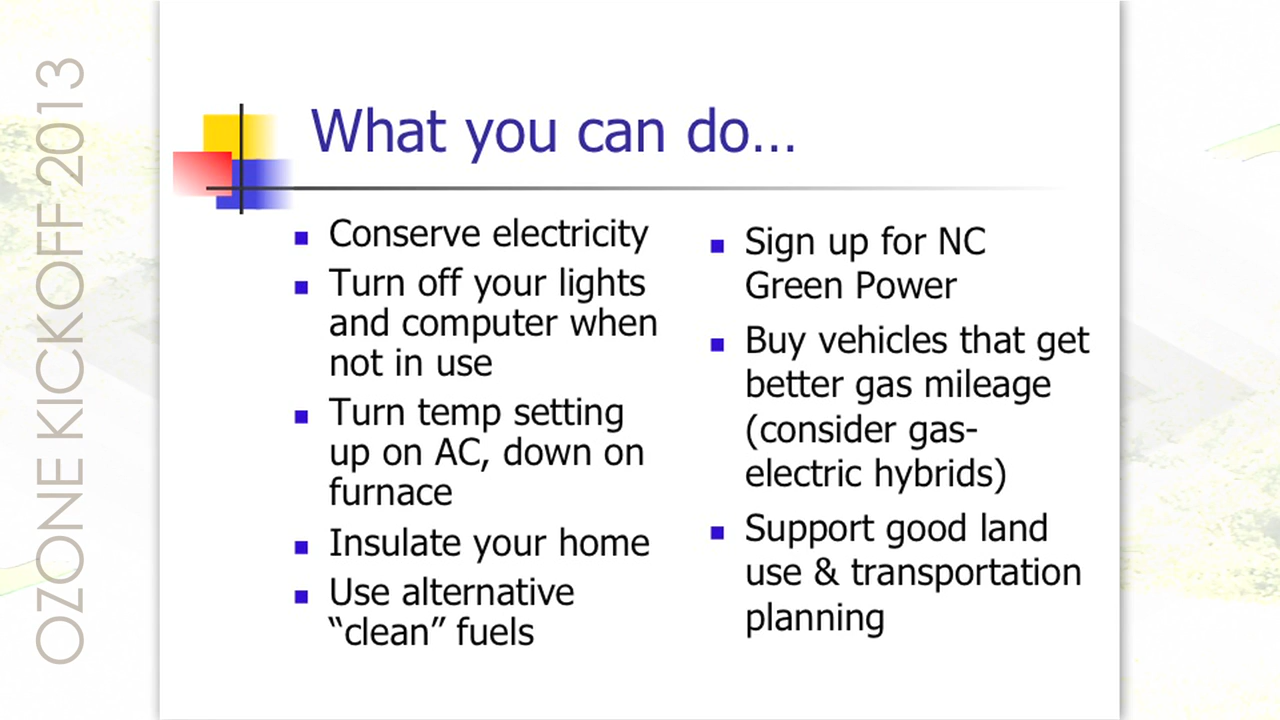 OZONE KICKOFF 2013
What you can do...
Conserve electricity
Turn off your lights
and computer when
not in use
Turn temp setting
up on AC, down on
furnace
Insulate your home
Use alternative
“clean” fuels
Sign up for NC
Green Power
Buy vehicles that get
better gas mileage
(consider gas-
electric hybrids)
Support good land
use & transportation
planning